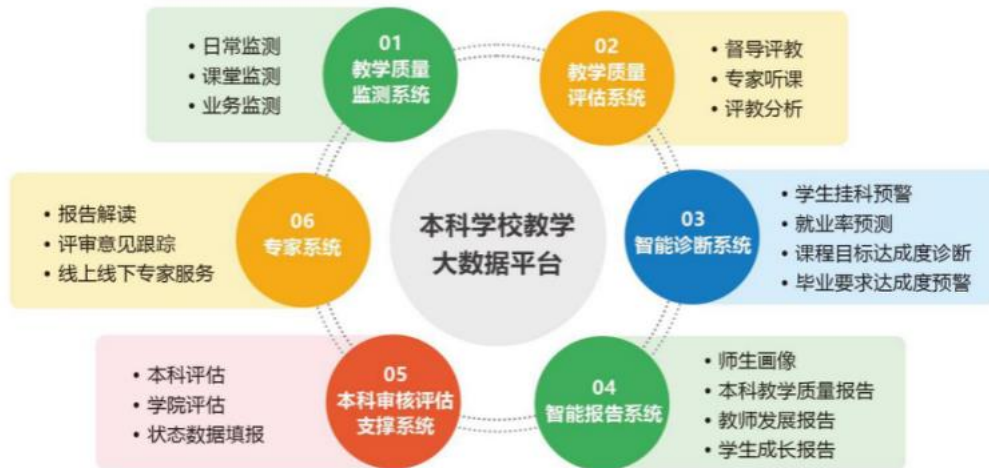 01
教学质量
监测系统
• 日常监测
• 课堂监测
• 业务监测
02
教学质量
评估系统
• 督导评教
• 专家听课
• 评教分析
03
智能诊断系统
• 学生挂科预警
• 就业率预测
• 课程目标达成度诊断
• 毕业要求达成度预警
04
智能报告系统
• 师生画像
• 本科教学质量报告
• 教师发展报告
• 学生成长报告
05
本科审核评估
支撑系统
• 本科评估
• 学院评估
• 状态数据填报
06
专家系统
• 报告解读
• 评审意见跟踪
• 线上线下专家服务
本科学校教学
大数据平台